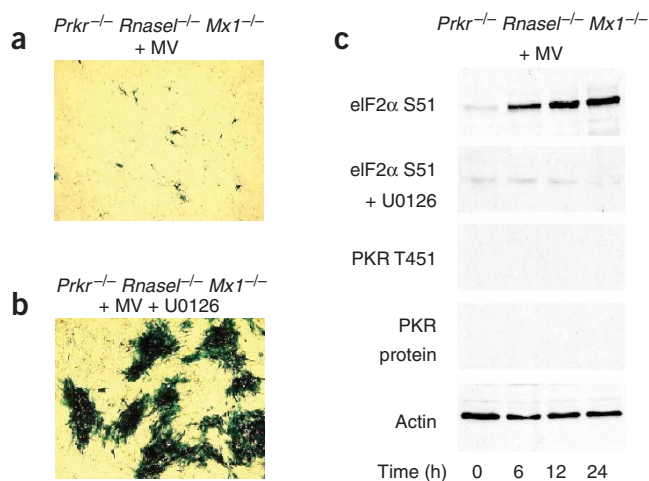 a
Prkr–/– Rnasel–/– Mx1–/–
+ MV
b
Prkr–/– Rnasel–/– Mx1–/–
+ MV + U0126
c
Prkr–/– Rnasel–/– Mx1–/–
+ MV
eIF2α S51
eIF2α S51
+ U0126
PKR T451
PKR
protein
Actin
Time (h) 0 6 12 24